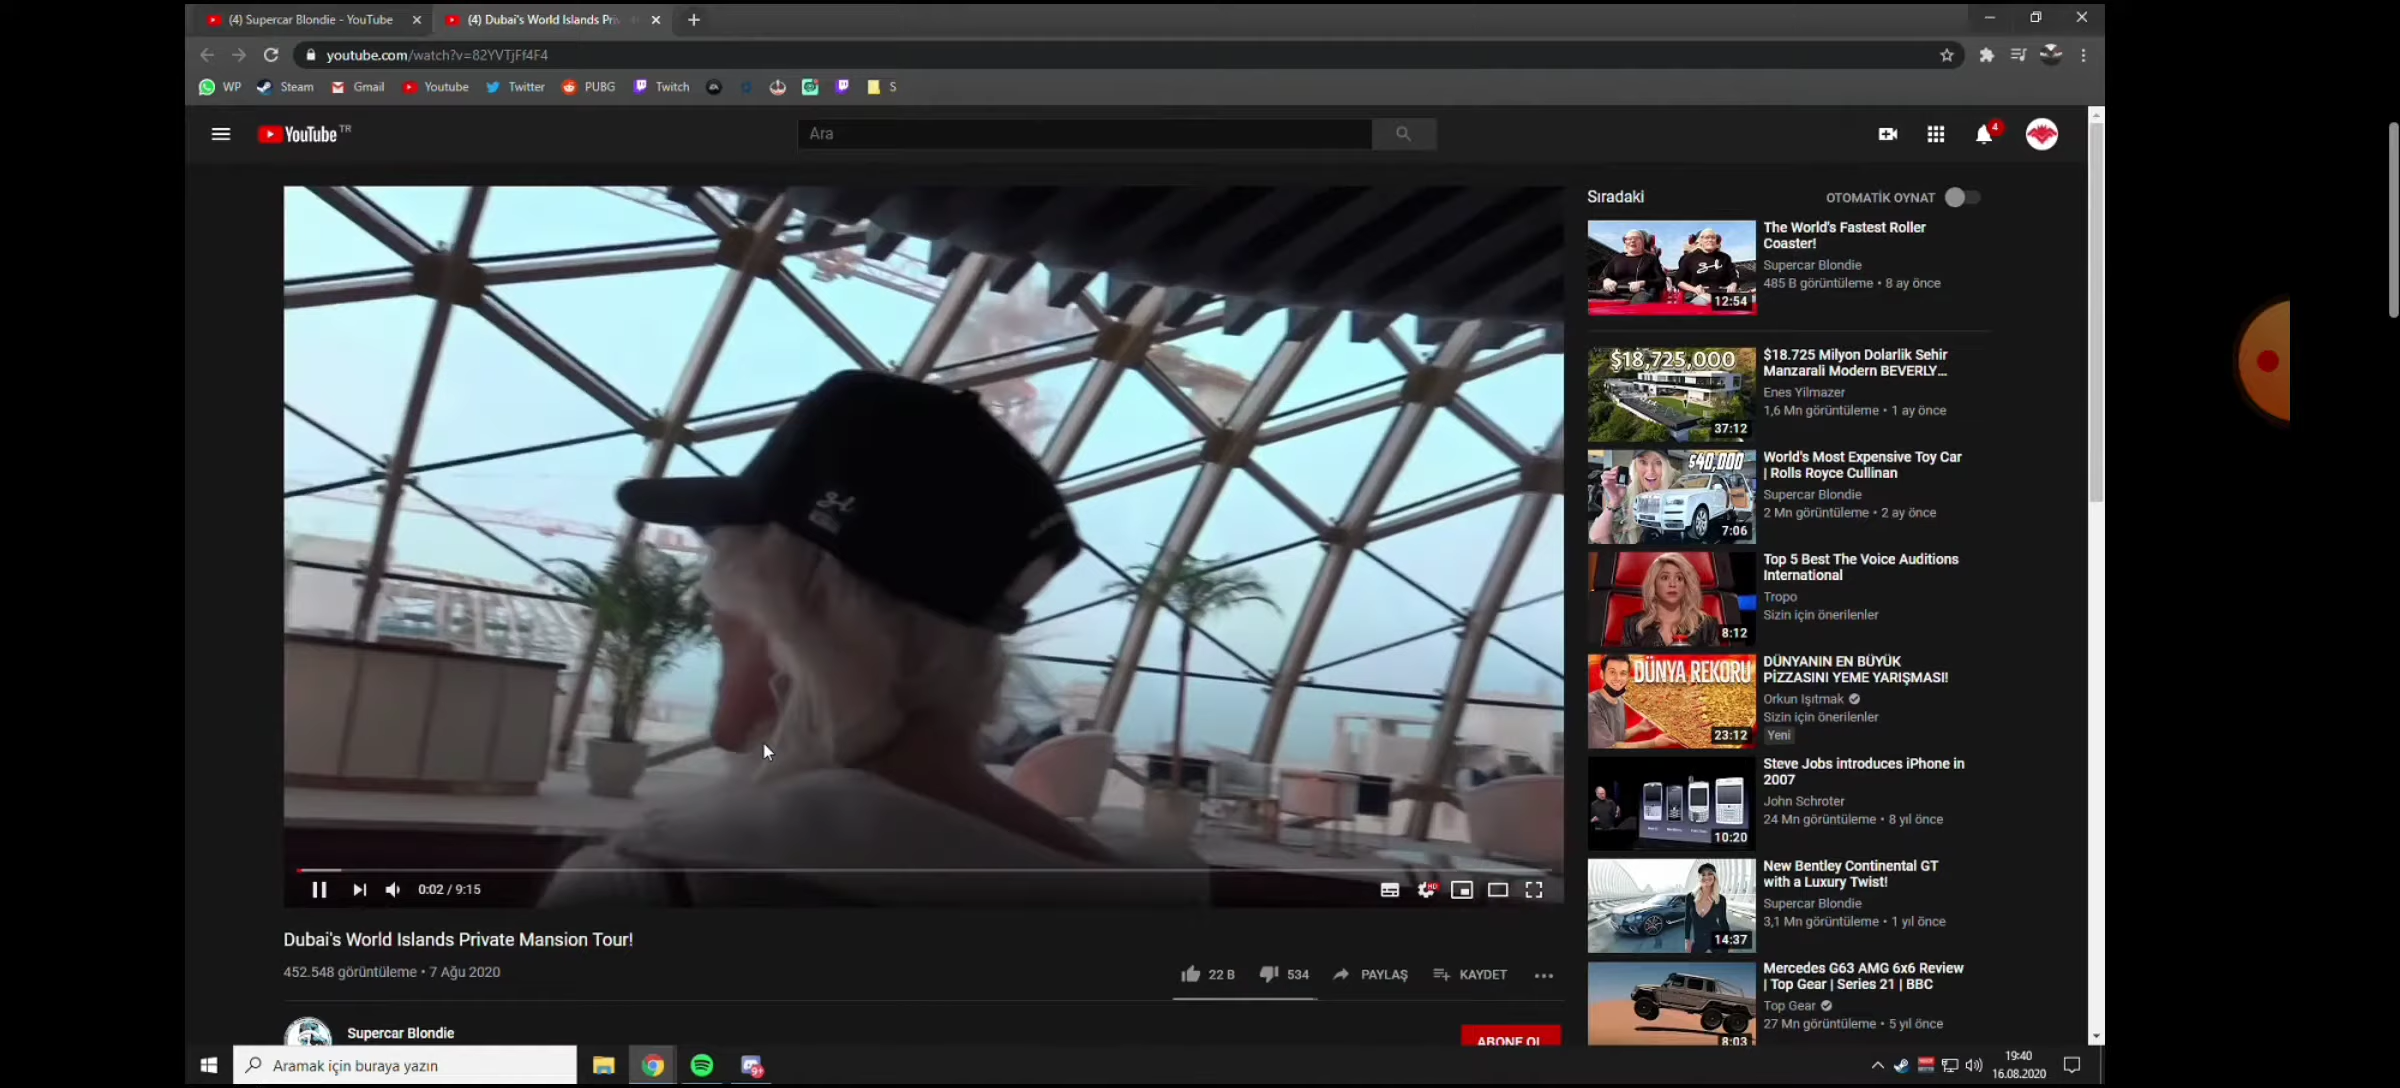 (4) Supercar Blondie - YouTube
(4) Dubai's World Islands Pri
youtube.com/watch?v=82YVTjFf4F4
WP Steam Gmail Youtube Twitter PUBG Twitch S
YouTube TR
Ara
4
Sıradaki
OTOMATİK OYNAT
The World's Fastest Roller
Coaster!
Supercar Blondie
485 B görüntüleme • 8 ay önce
12:54
$18,725,000
37:12
$18.725 Milyon Dolarlik Sehir
Manzarali Modern BEVERLY...
Enes Yilmazer
1,6 Mn görüntüleme • 1 ay önce
$40,000
7:06
World's Most Expensive Toy Car
| Rolls Royce Cullinan
Supercar Blondie
2 Mn görüntüleme • 2 ay önce
8:12
Top 5 Best The Voice Auditions
International
Tropo
Sizin için önerilenler
DÜNYA REKORU
23:12
DÜNYANIN EN BÜYÜK
PİZZASINI YEME YARIŞMASI!
Orkun Işıtmak
Sizin için önerilenler
Yeni
10:20
Steve Jobs introduces iPhone in
2007
John Schroter
24 Mn görüntüleme • 8 yıl önce
14:37
New Bentley Continental GT
with a Luxury Twist!
Supercar Blondie
3,1 Mn görüntüleme • 1 yıl önce
8:03
Mercedes G63 AMG 6x6 Review
| Top Gear | Series 21 | BBC
Top Gear
27 Mn görüntüleme • 5 yıl önce
0:02 / 9:15
HD
Dubai's World Islands Private Mansion Tour!
452.548 görüntüleme • 7 Ağu 2020
22 B 534 PAYLAŞ KAYDET
Supercar Blondie
ABONE OL
Aramak için buraya yazın
9+
19:40
16.08.2020